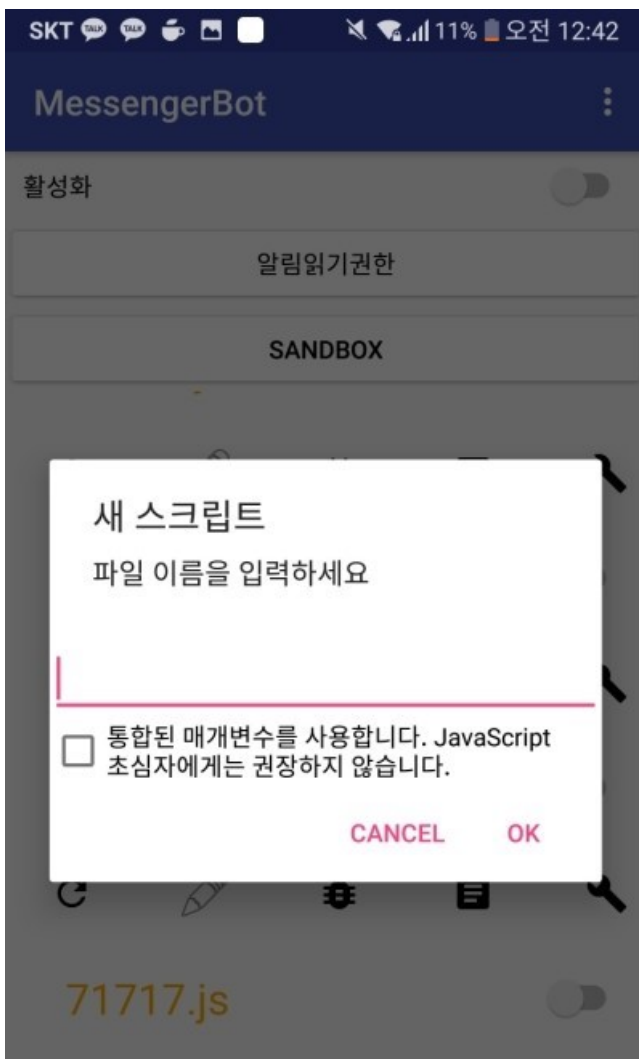 SKT TALK TALK 11% 오전 12:42
MessengerBot
활성화
알림읽기권한
SANDBOX
새 스크립트
파일 이름을 입력하세요
통합된 매개변수를 사용합니다. JavaScript
초심자에게는 권장하지 않습니다.
CANCEL OK
71717.js